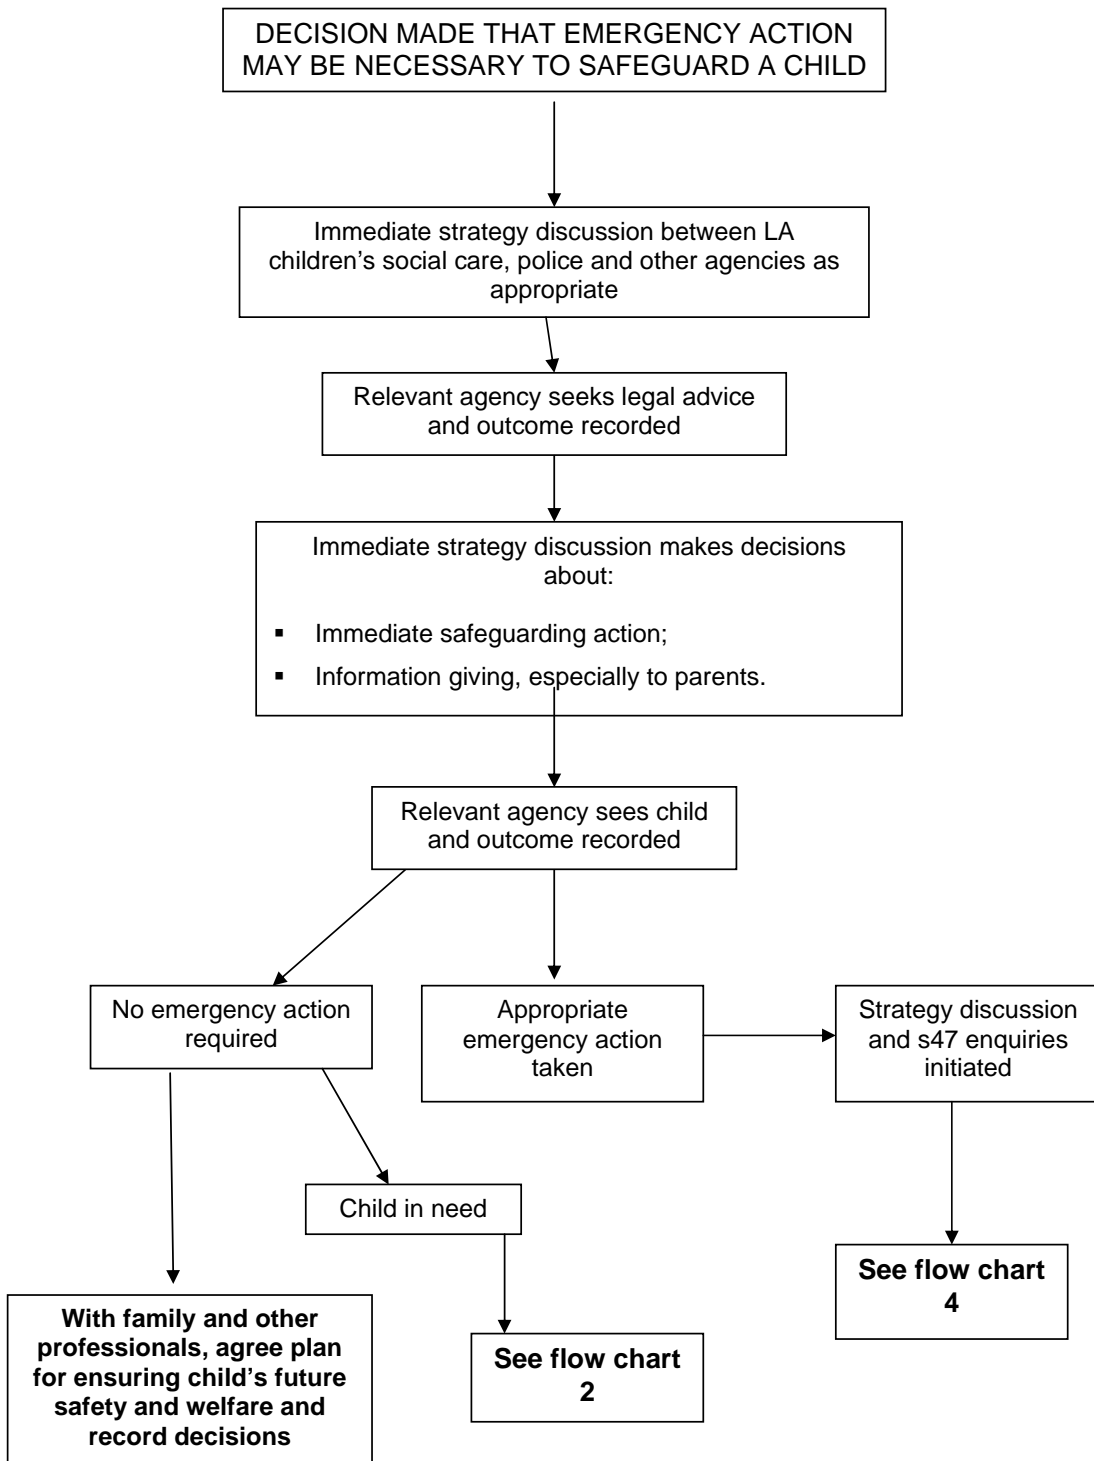 DECISION MADE THAT EMERGENCY ACTION
MAY BE NECESSARY TO SAFEGUARD A CHILD
Immediate strategy discussion between LA
children’s social care, police and other agencies as
appropriate
Relevant agency seeks legal advice
and outcome recorded
Immediate strategy discussion makes decisions
about:
▪ Immediate safeguarding action;
▪ Information giving, especially to parents.
Relevant agency sees child
and outcome recorded
No emergency action
required
Appropriate
emergency action
taken
Strategy discussion
and s47 enquiries
initiated
Child in need
See flow chart
4
With family and other
professionals, agree plan
for ensuring child’s future
safety and welfare and
record decisions
See flow chart
2